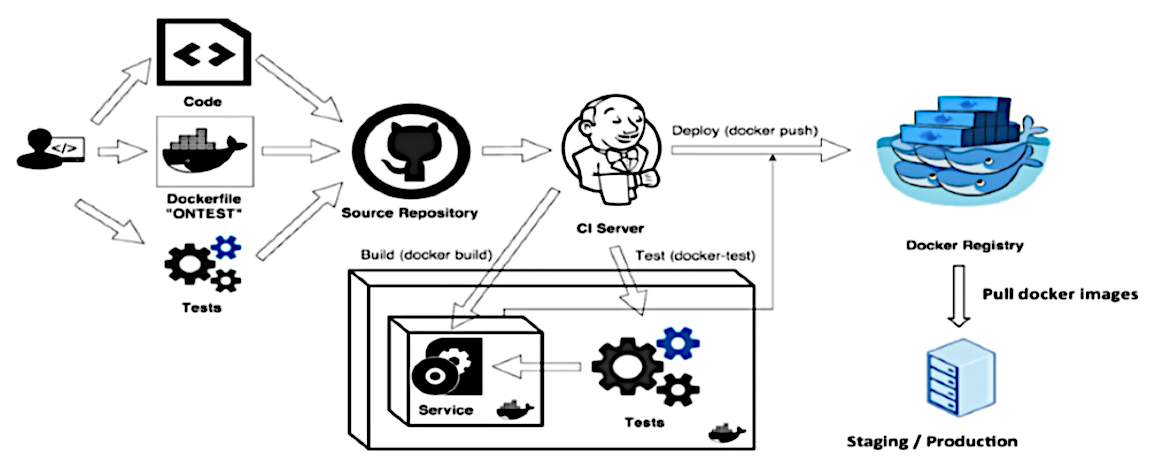 </>
Code
Dockerfile
"ONTEST"
Tests
Source Repository
CI Server
Deploy (docker push)
Docker Registry
Build (docker build)
Test (docker-test)
Pull docker images
Service
Tests
Staging / Production